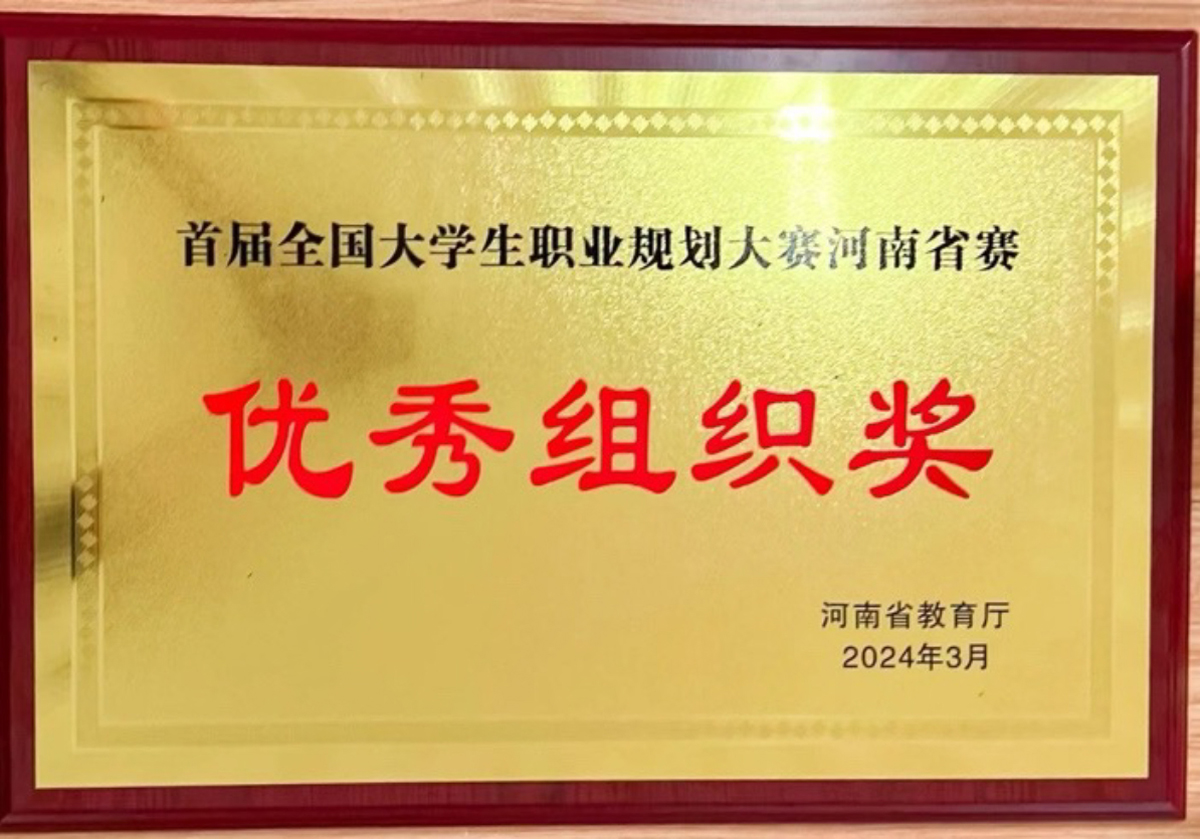 首届全国大学生职业规划大赛河南省赛
优秀组织奖
河南省教育厅
2024年3月